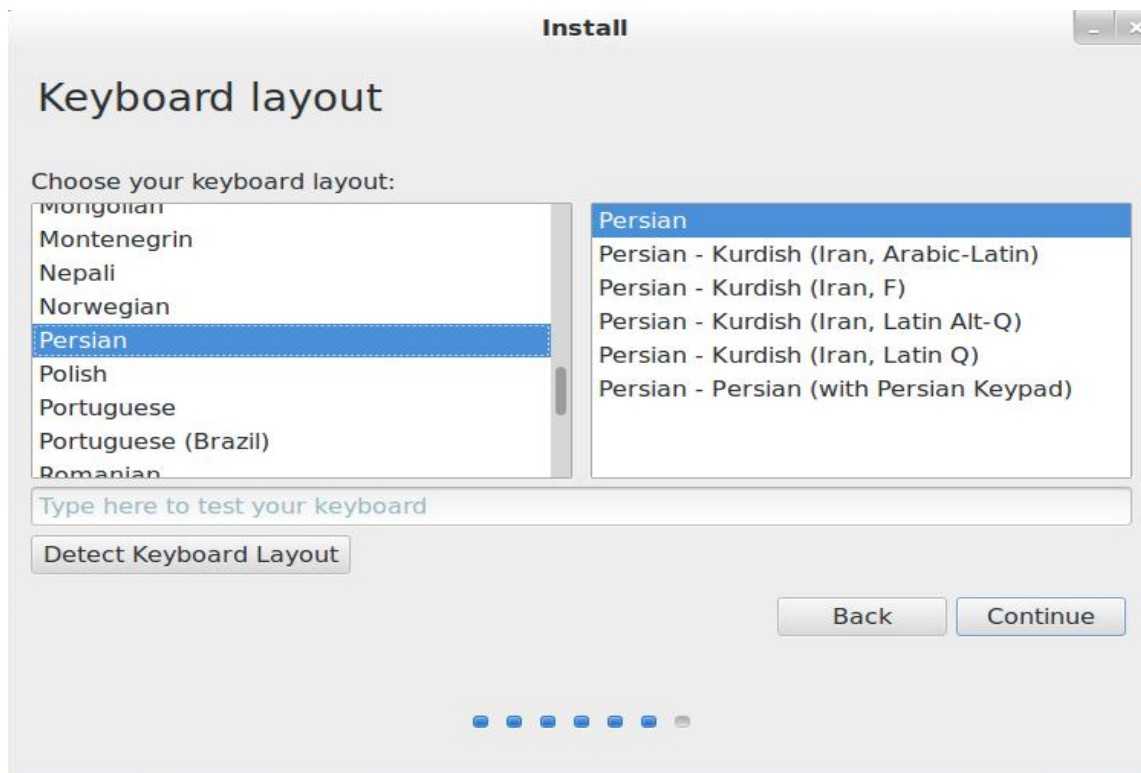 Install
Keyboard layout
Choose your keyboard layout:
Mongolian
Montenegrin
Nepali
Norwegian
Persian
Polish
Portuguese
Portuguese (Brazil)
Romanian
Persian
Persian - Kurdish (Iran, Arabic-Latin)
Persian - Kurdish (Iran, F)
Persian - Kurdish (Iran, Latin Alt-Q)
Persian - Kurdish (Iran, Latin Q)
Persian - Persian (with Persian Keypad)
Type here to test your keyboard
Detect Keyboard Layout
Back
Continue